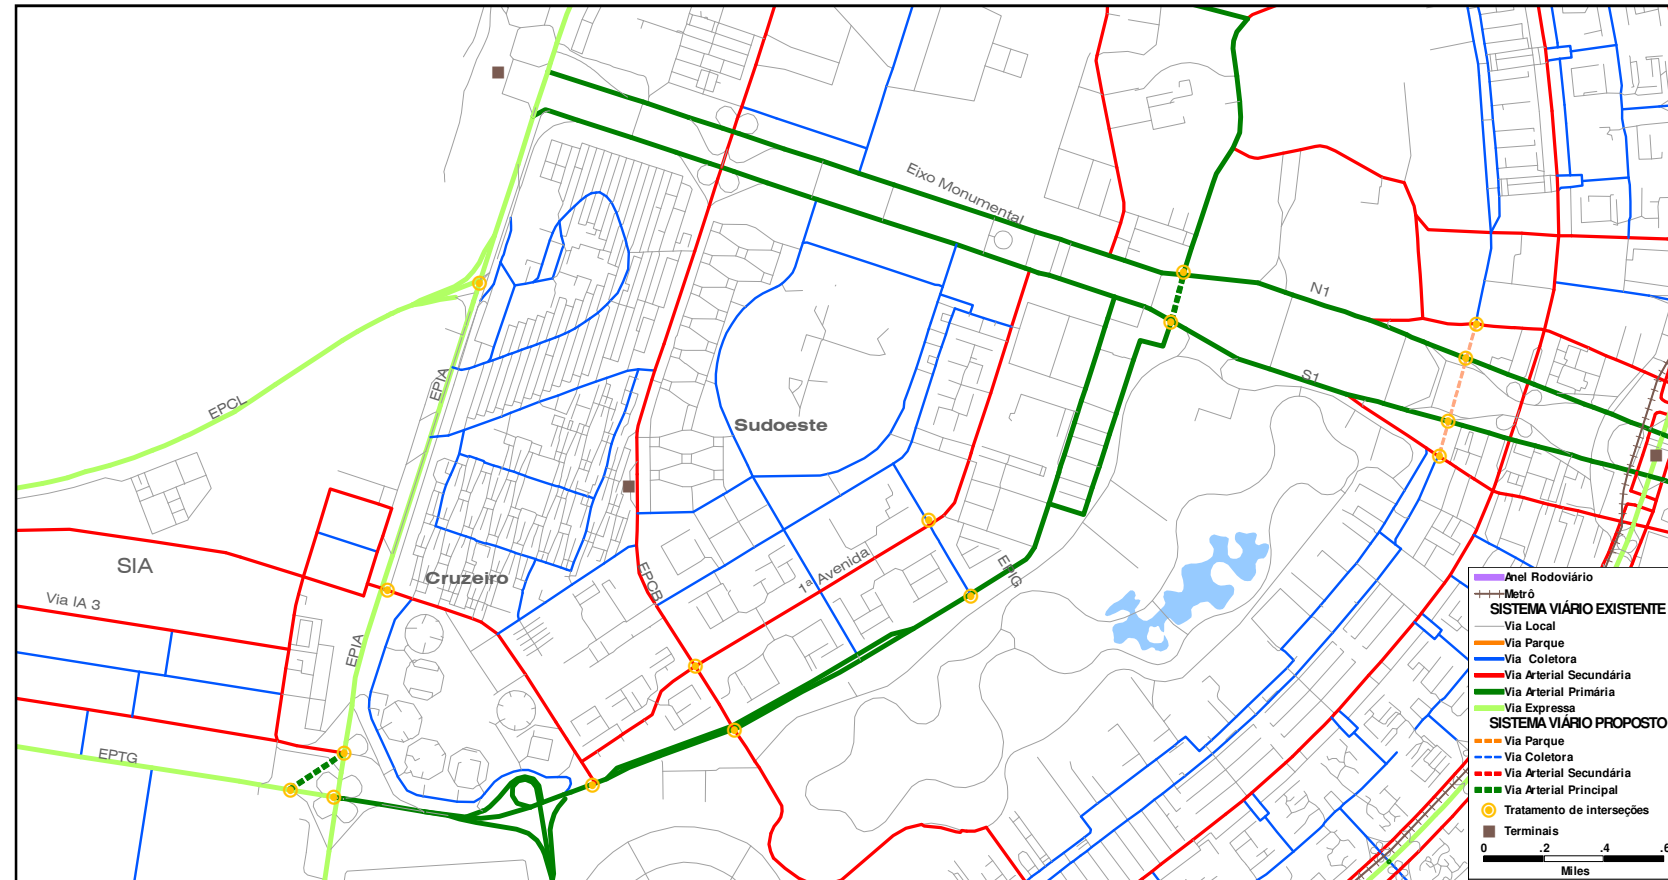 Eixo Monumental
N1
S1
EPIA
EPCL
Sudoeste
SIA
Cruzeiro
EPCB
1ª Avenida
EMIG
Via IA 3
EPIA
EPTG
Anel Rodoviário
Metrô
SISTEMA VIÁRIO EXISTENTE
Via Local
Via Parque
Via Coletora
Via Arterial Secundária
Via Arterial Primária
Via Expressa
SISTEMA VIÁRIO PROPOSTO
Via Parque
Via Coletora
Via Arterial Secundária
Via Arterial Principal
Tratamento de interseções
Terminais
0 .2 .4 .6
Miles